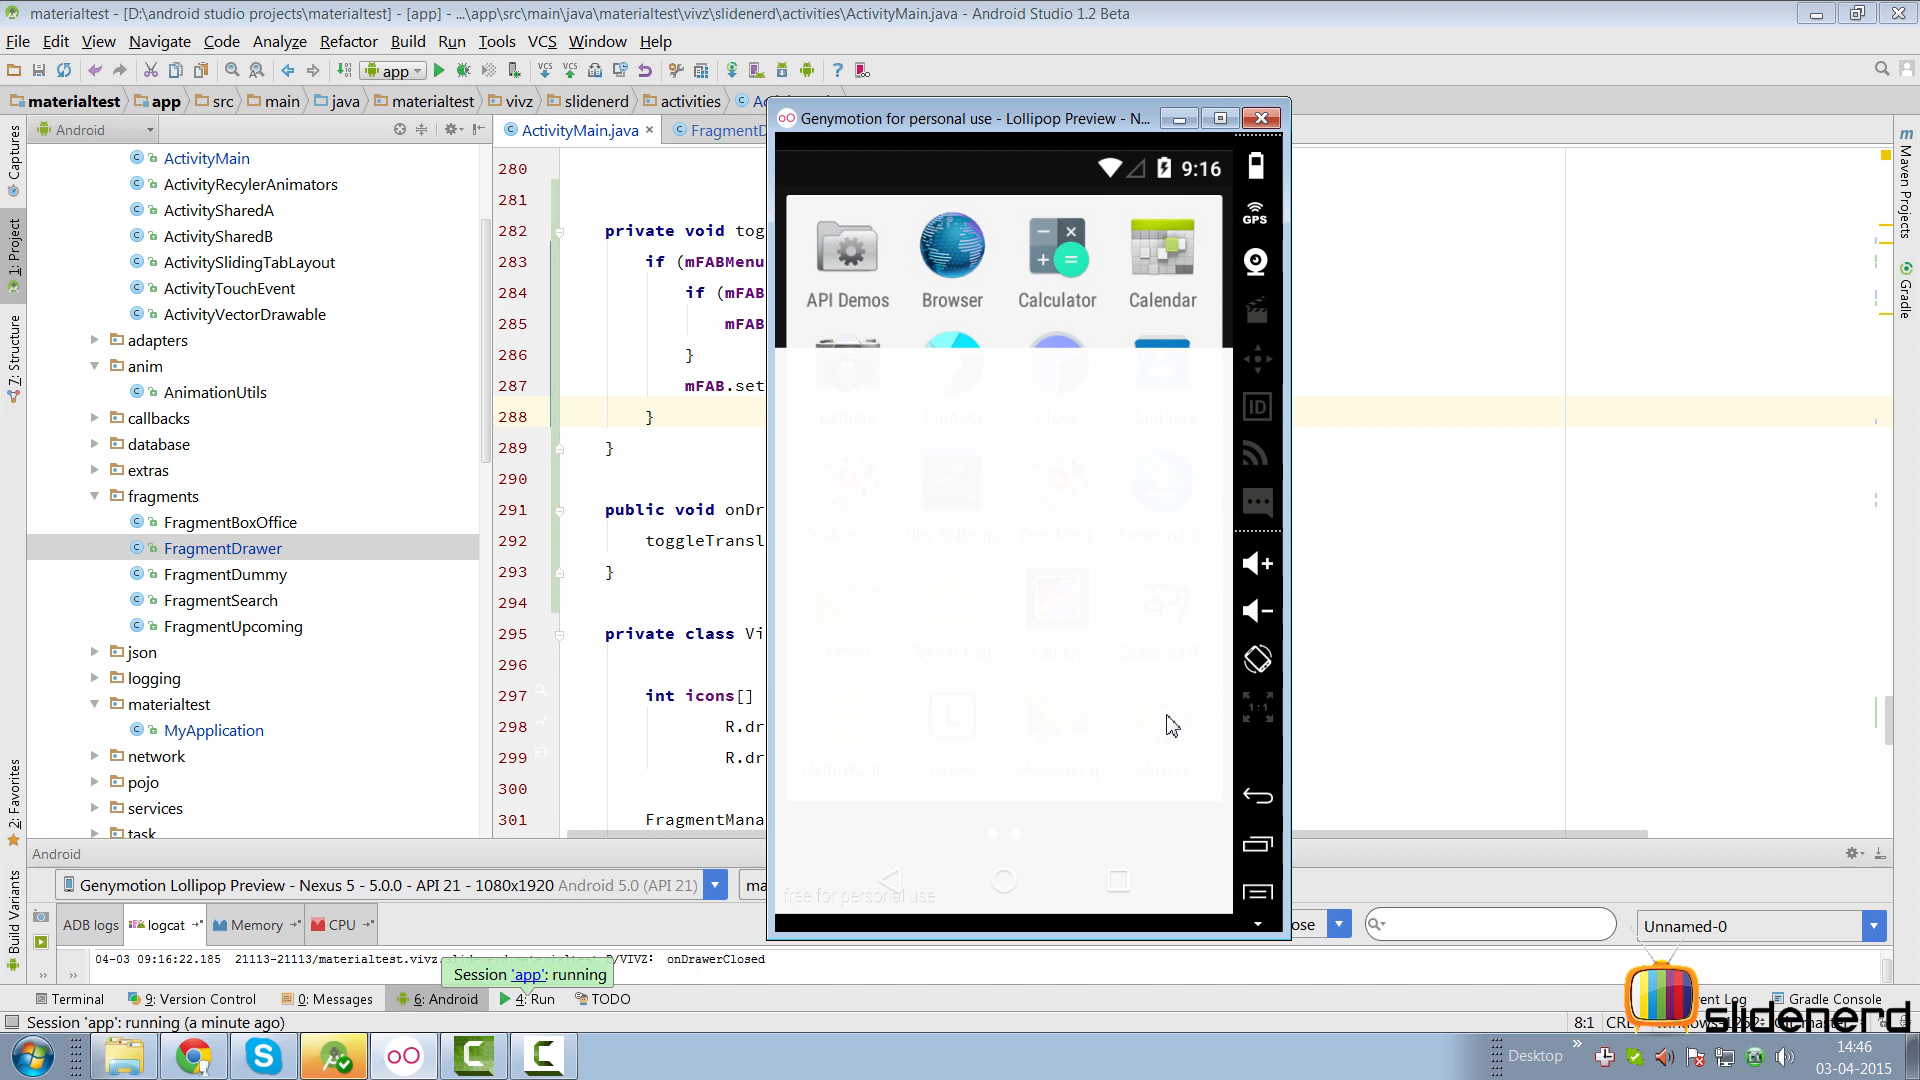 materialtest - [D:\android studio projects\materialtest] - [app] - ...\app\src\main\java\materialtest\vivz\slidenerd\activities\ActivityMain.java - Android Studio 1.2 Beta
File Edit View Navigate Code Analyze Refactor Build Run Tools VCS Window Help
app
materialtest app src main java materialtest vivz slidenerd activities
Android
ActivityMain.java
Captures
1: Project
7: Structure
2: Favorites
Build Variants
Maven Projects
Gradle
ActivityMain
ActivityRecylerAnimators
ActivitySharedA
ActivitySharedB
ActivitySlidingTabLayout
ActivityTouchEvent
ActivityVectorDrawable
adapters
anim
AnimationUtils
callbacks
database
extras
fragments
FragmentBoxOffice
FragmentDrawer
FragmentDummy
FragmentSearch
FragmentUpcoming
json
logging
materialtest
MyApplication
network
pojo
services
task
280
281
282 private void tog
283 if (mFABMenu
284 if (mFAB
285 mFAB
286 }
287 mFAB.set
288 }
289 }
290
291 public void onDr
292 toggleTransl
293 }
294
295 private class Vi
296
297 int icons[]
298 R.dr
299 R.dr
300
301 FragmentMana
Genymotion for personal use - Lollipop Preview - N...
9:16
GPS
ID
1:1
API Demos Browser Calculator Calendar
free for personal use
Android
Genymotion Lollipop Preview - Nexus 5 - 5.0.0 - API 21 - 1080x1920 Android 5.0 (API 21)
ma
ADB logs logcat Memory CPU
ose
Unnamed-0
04-03 09:16:22.185 21113-21113/materialtest.vivz.
onDrawerClosed
Session 'app': running
Terminal 9: Version Control 0: Messages 6: Android 4: Run TODO
Gradle Console
Session 'app': running (a minute ago)
8:1
slidenerd
Desktop
14:46
03-04-2015